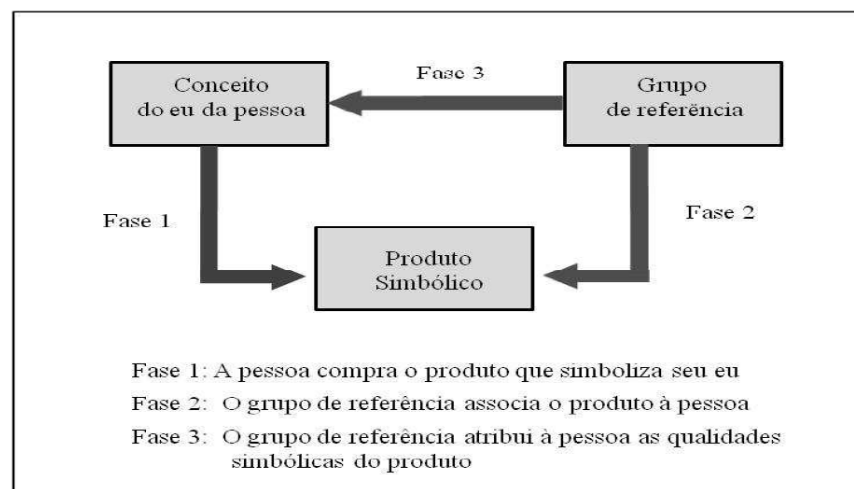 Conceito
do eu da pessoa
Fase 3
Grupo
de referência
Fase 1
Fase 2
Produto
Simbólico
Fase 1: A pessoa compra o produto que simboliza seu eu
Fase 2: O grupo de referência associa o produto à pessoa
Fase 3: O grupo de referência atribui à pessoa as qualidades
simbólicas do produto